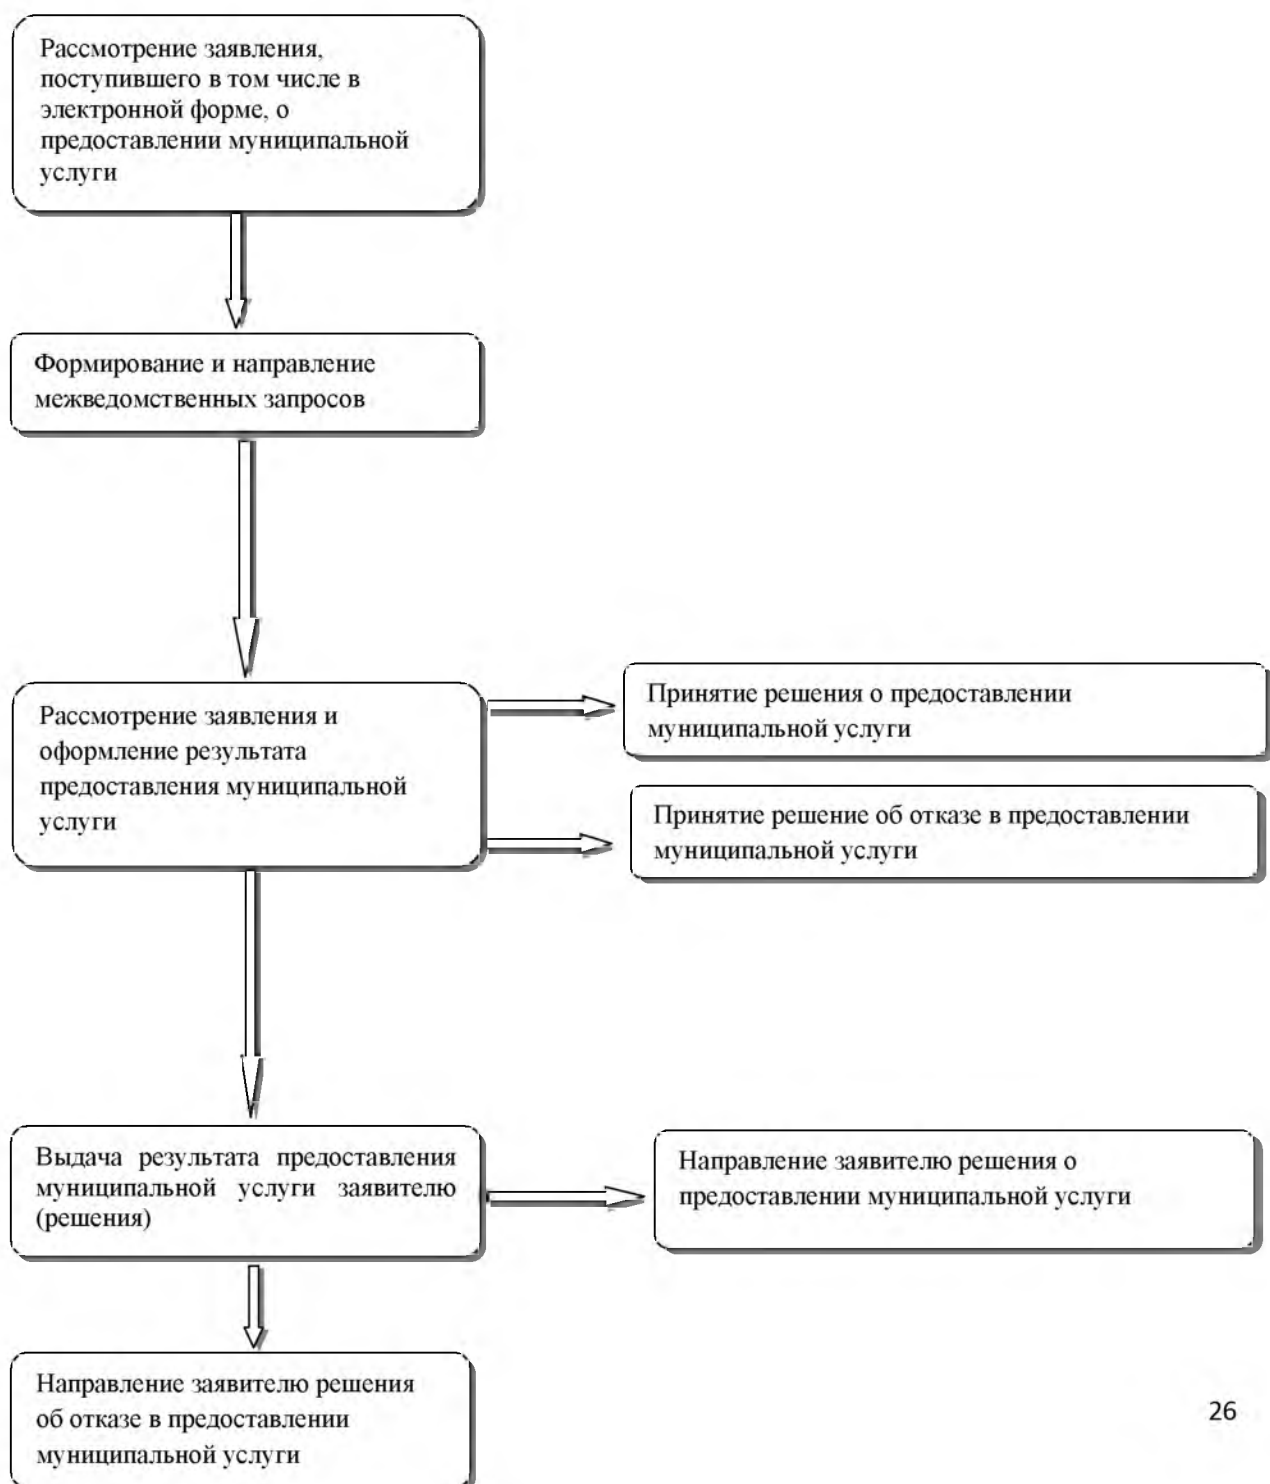 Рассмотрение заявления,
поступившего в том числе в
электронной форме, о
предоставлении муниципальной
услуги
Формирование и направление
межведомственных запросов
Рассмотрение заявления и
оформление результата
предоставления муниципальной
услуги
Принятие решения о предоставлении
муниципальной услуги
Принятие решение об отказе в предоставлении
муниципальной услуги
Выдача результата предоставления
муниципальной услуги заявителю
(решения)
Направление заявителю решения о
предоставлении муниципальной услуги
Направление заявителю решения
об отказе в предоставлении
муниципальной услуги
26